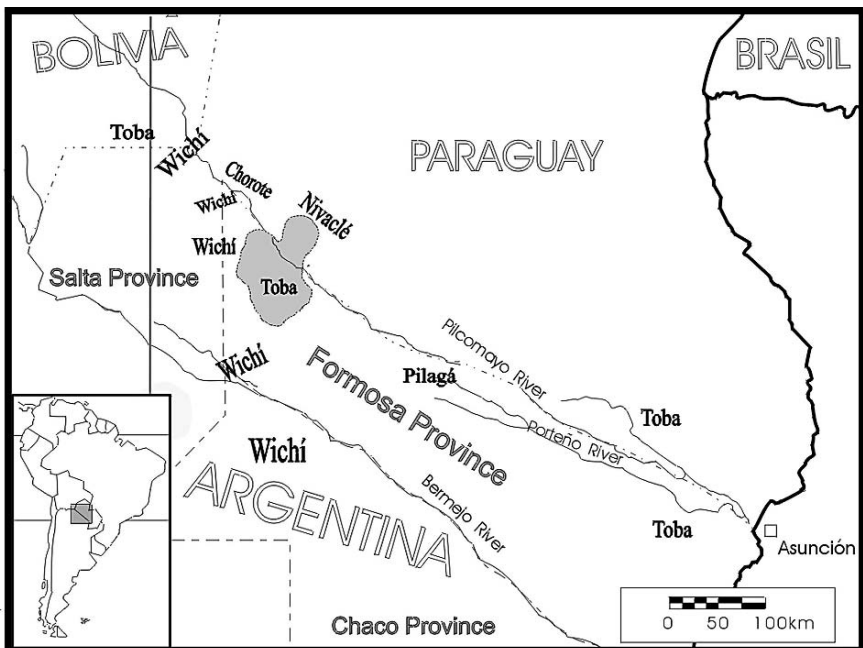 BOLIVIA
BRASIL
Toba
Wichí
PARAGUAY
Chorote
Wichí
Nivaclé
Wichí
Salta Province
Toba
Wichí
Pilcomayo River
Formosa Province
Pilagá
Toba
Porteño River
Wichí
ARGENTINA
Bermejo River
Toba
Asunción
Chaco Province
0 50 100km